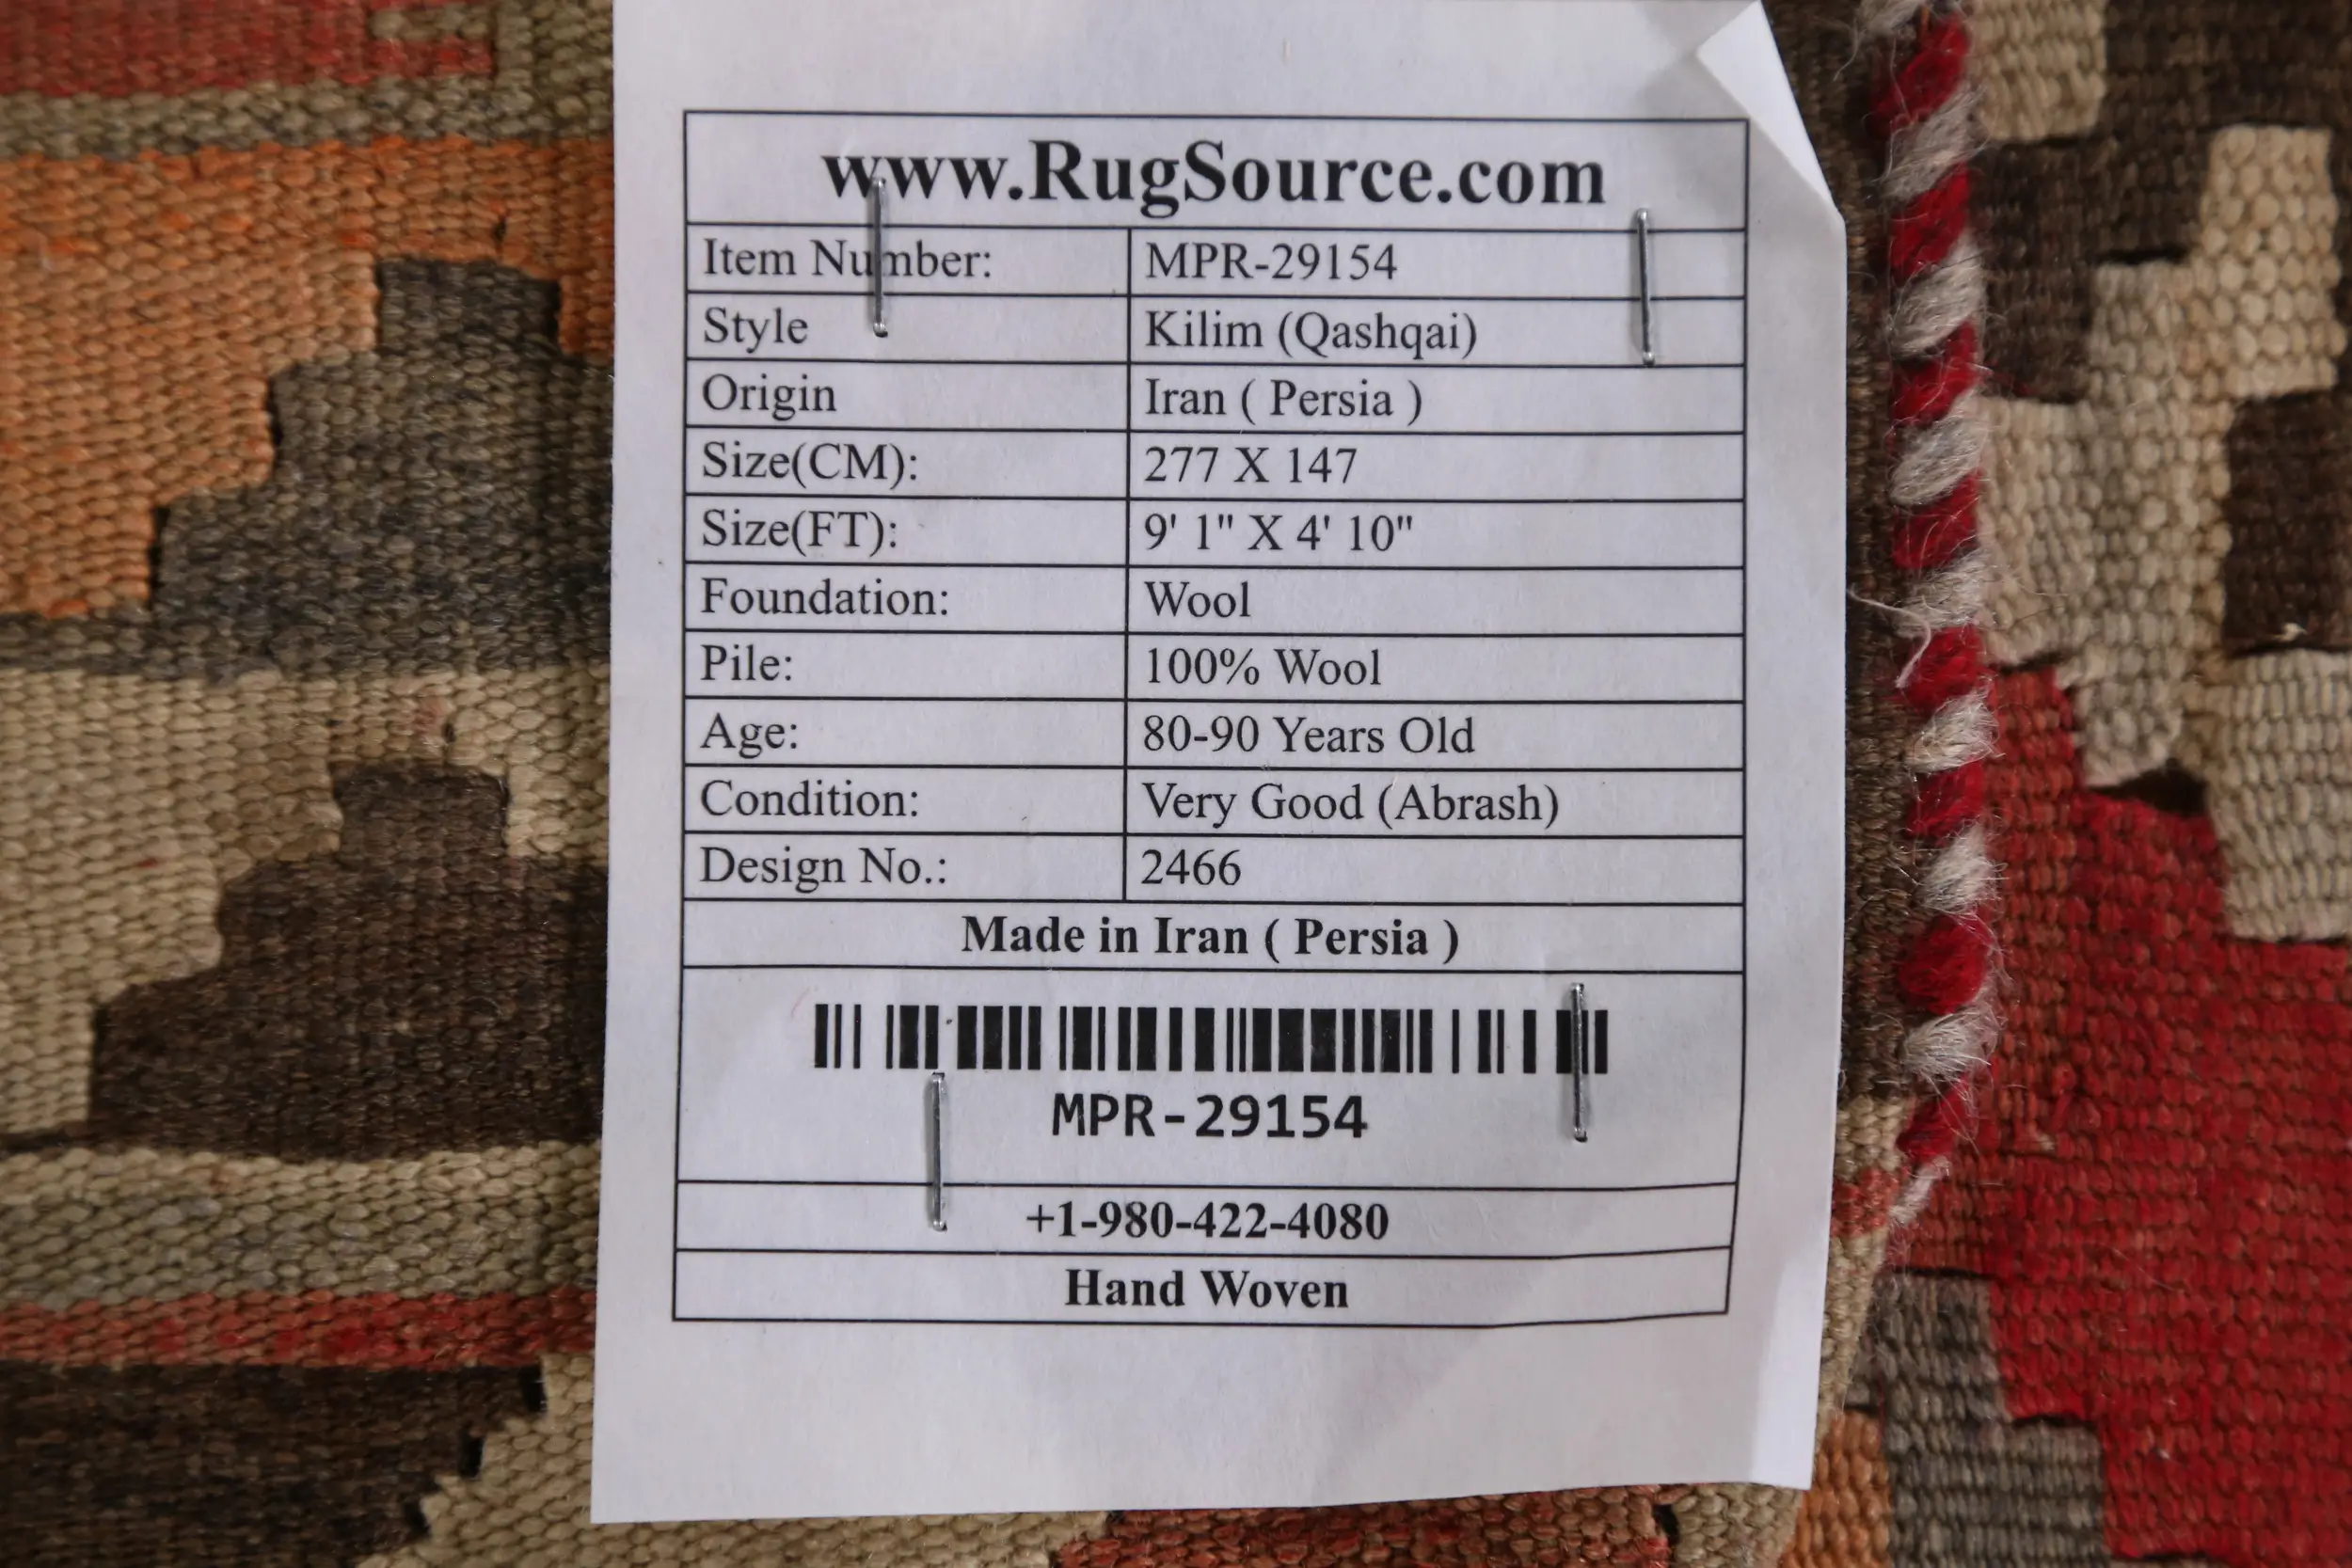 www.RugSource.com
Item Number: MPR-29154
Style Kilim (Qashqai)
Origin Iran ( Persia )
Size(CM): 277 X 147
Size(FT): 9' 1" X 4' 10"
Foundation: Wool
Pile: 100% Wool
Age: 80-90 Years Old
Condition: Very Good (Abrash)
Design No.: 2466
Made in Iran ( Persia )
MPR-29154
+1-980-422-4080
Hand Woven